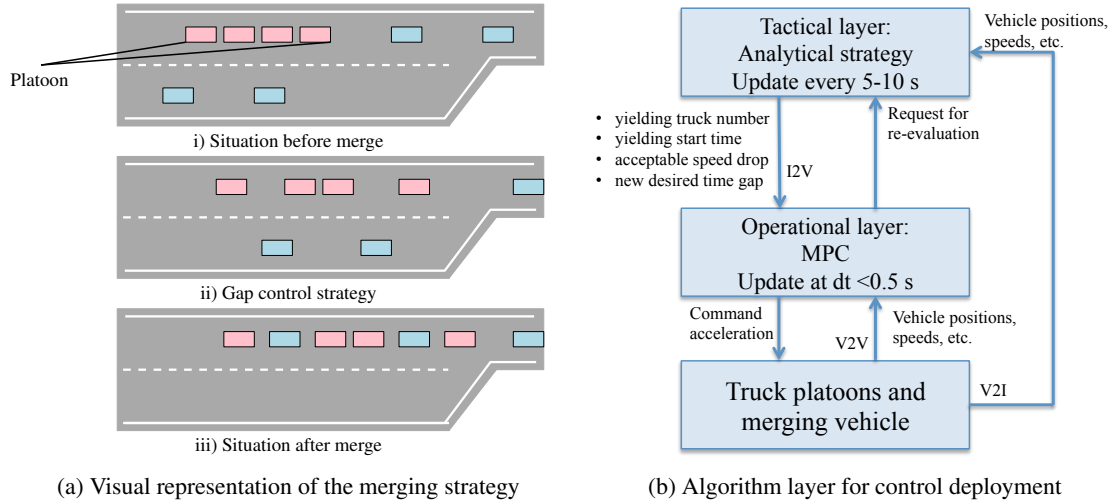 Platoon
i) Situation before merge
ii) Gap control strategy
iii) Situation after merge
(a) Visual representation of the merging strategy
Tactical layer:
Analytical strategy
Update every 5-10 s
Vehicle positions,
speeds, etc.
• yielding truck number
• yielding start time
• acceptable speed drop
• new desired time gap
I2V
Request for
re-evaluation
Operational layer:
MPC
Update at dt <0.5 s
Command
acceleration
V2V
Vehicle positions,
speeds, etc.
Truck platoons and
merging vehicle
V2I
(b) Algorithm layer for control deployment